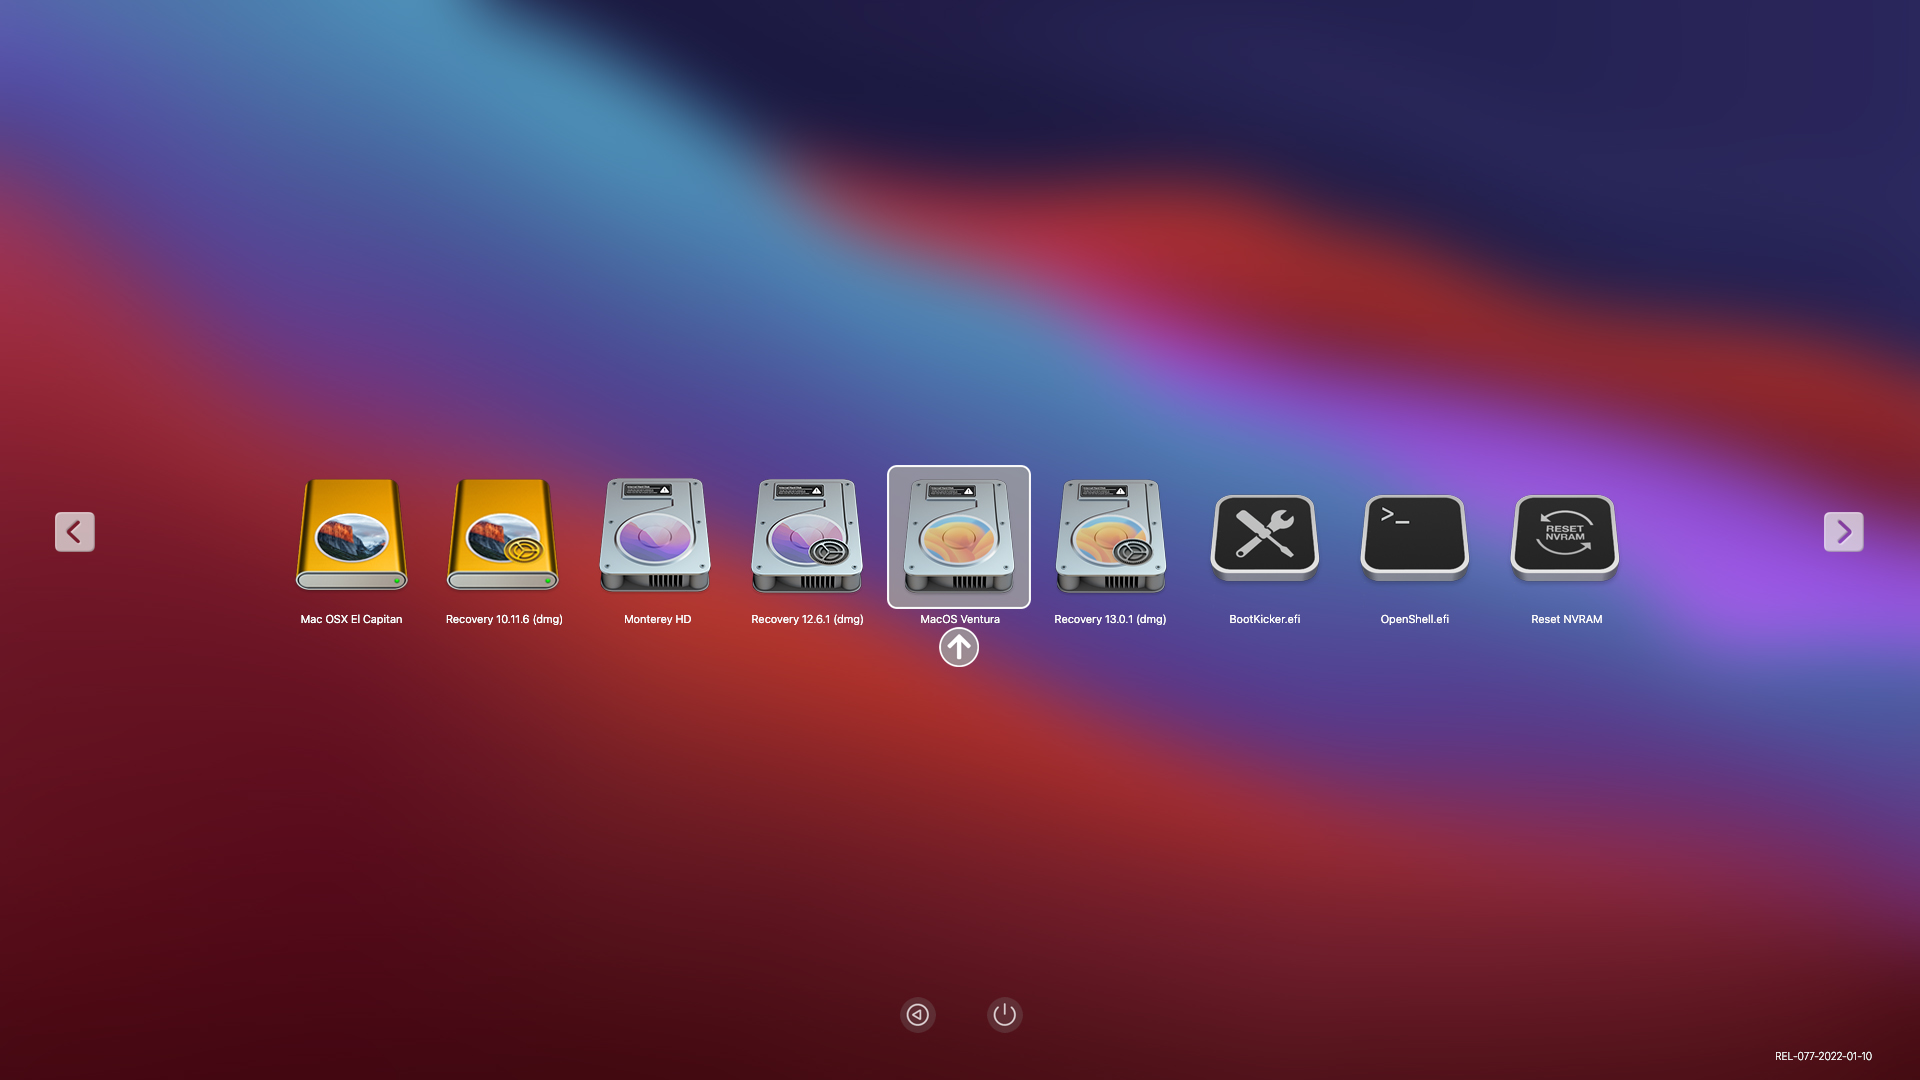 RESET
NVRAM
Mac OSX El Capitan
Recovery 10.11.6 (dmg)
Monterey HD
Recovery 12.6.1 (dmg)
MacOS Ventura
Recovery 13.0.1 (dmg)
BootKicker.efi
OpenShell.efi
Reset NVRAM
REL-077-2022-01-10